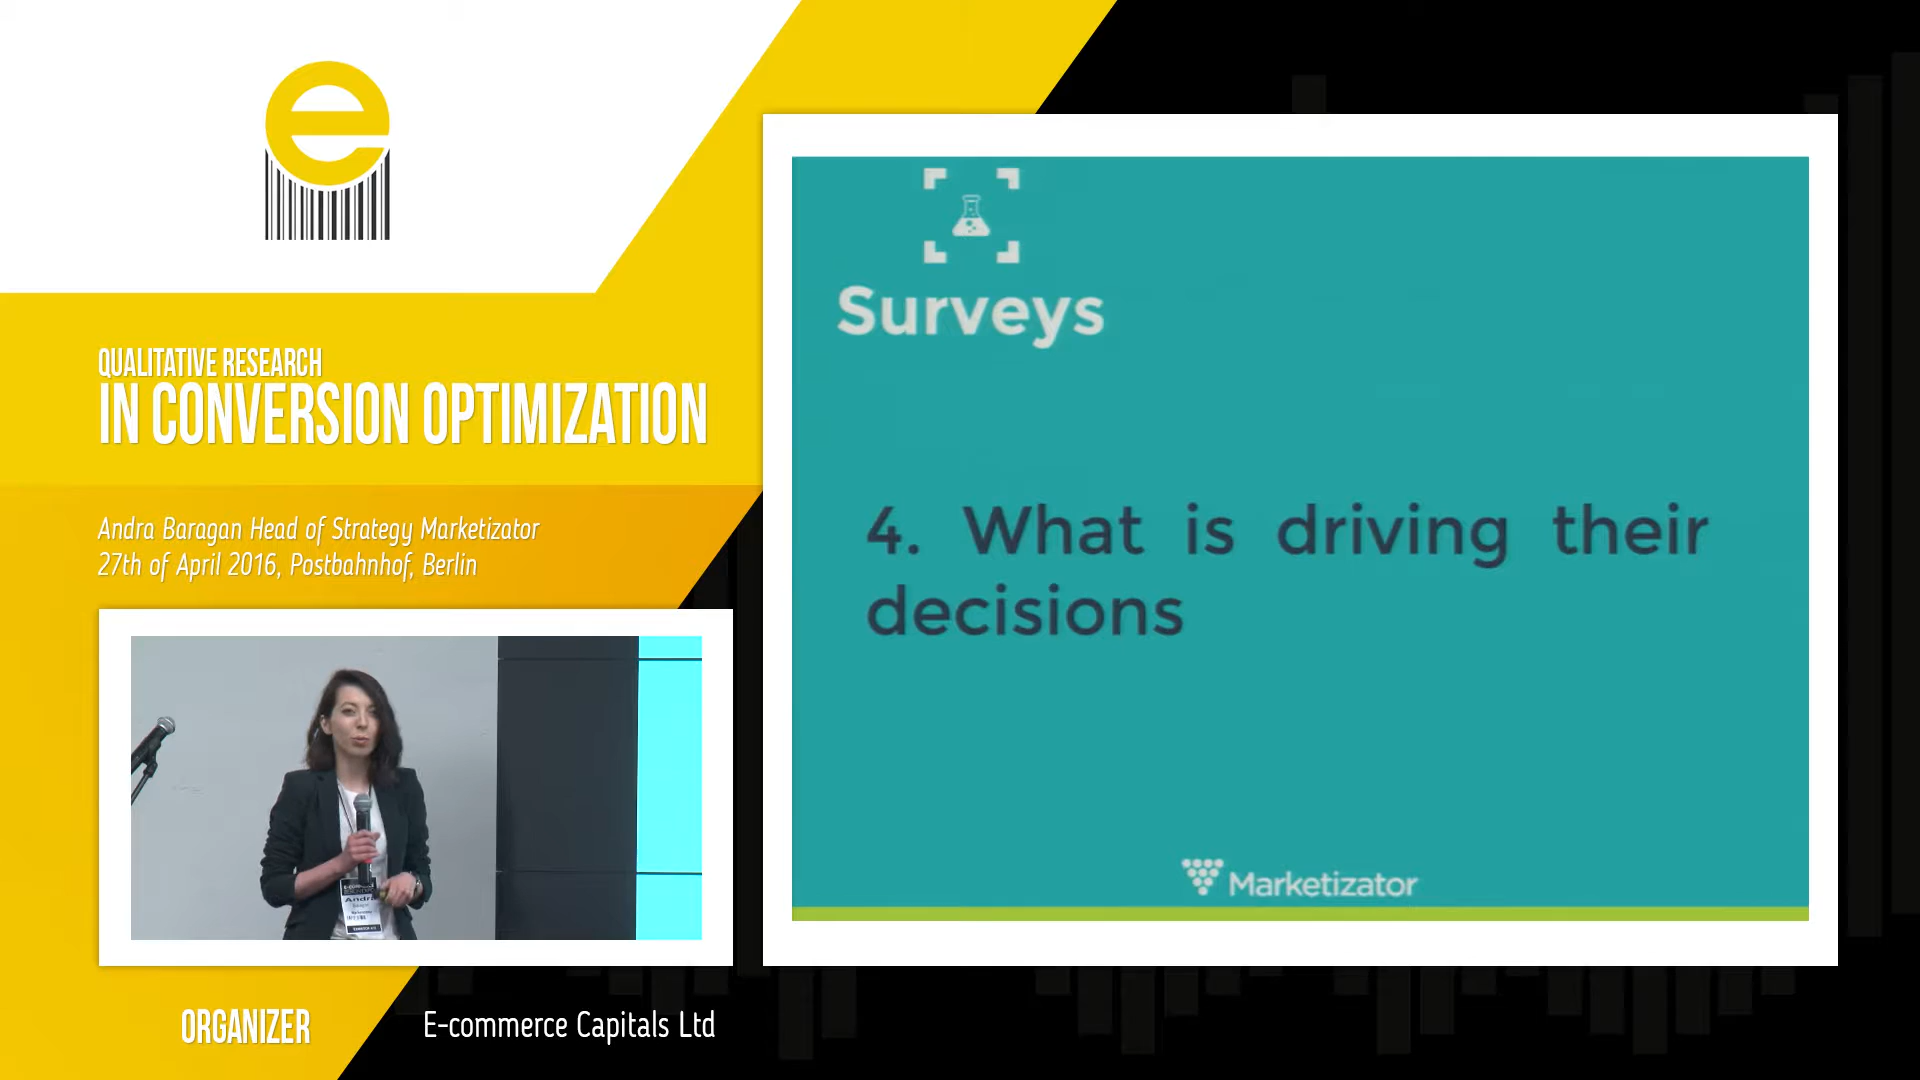 QUALITATIVE RESEARCH
IN CONVERSION OPTIMIZATION
Andra Baragan Head of Strategy Marketizator
27th of April 2016, Postbahnhof, Berlin
Andra
ORGANIZER
E-commerce Capitals Ltd
Surveys
4. What is driving their
decisions
Marketizator